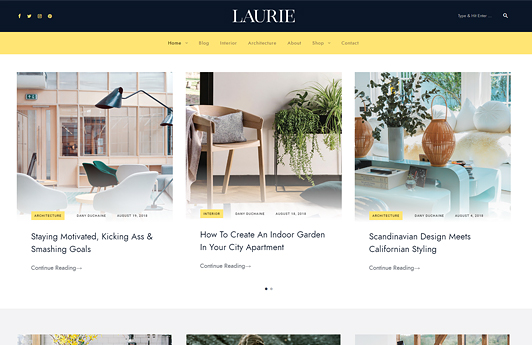 LAURIE
Type & Hit Enter ...
Home Blog Interior Architecture About Shop Contact
ARCHITECTURE DANY DUCHAINE AUGUST 19, 2018
Staying Motivated, Kicking Ass &
Smashing Goals
Continue Reading→
INTERIOR DANY DUCHAINE AUGUST 18, 2018
How To Create An Indoor Garden
In Your City Apartment
Continue Reading→
ARCHITECTURE DANY DUCHAINE AUGUST 4, 2018
Scandinavian Design Meets
Californian Styling
Continue Reading→